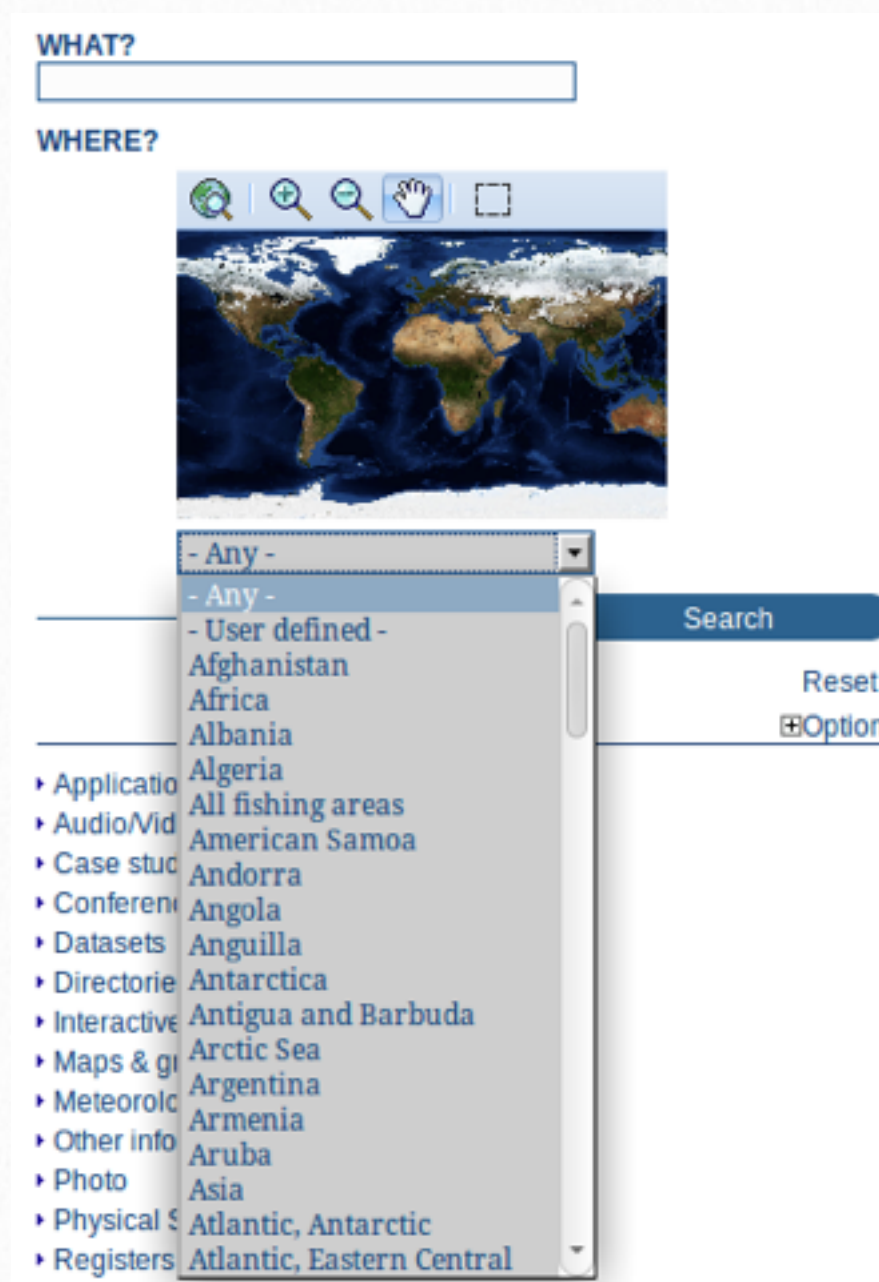 WHAT?
WHERE?
- Any -
- Any -
- User defined -
Afghanistan
Africa
Albania
Algeria
All fishing areas
American Samoa
Andorra
Angola
Anguilla
Antarctica
Antigua and Barbuda
Arctic Sea
Argentina
Armenia
Aruba
Asia
Atlantic, Antarctic
Atlantic, Eastern Central
Search
Reset
Option
Applicatio
Audio/Vid
Case stud
Conferen
Datasets
Directorie
Interactive
Maps & gr
Meteorolo
Other info
Photo
Physical S
Registers